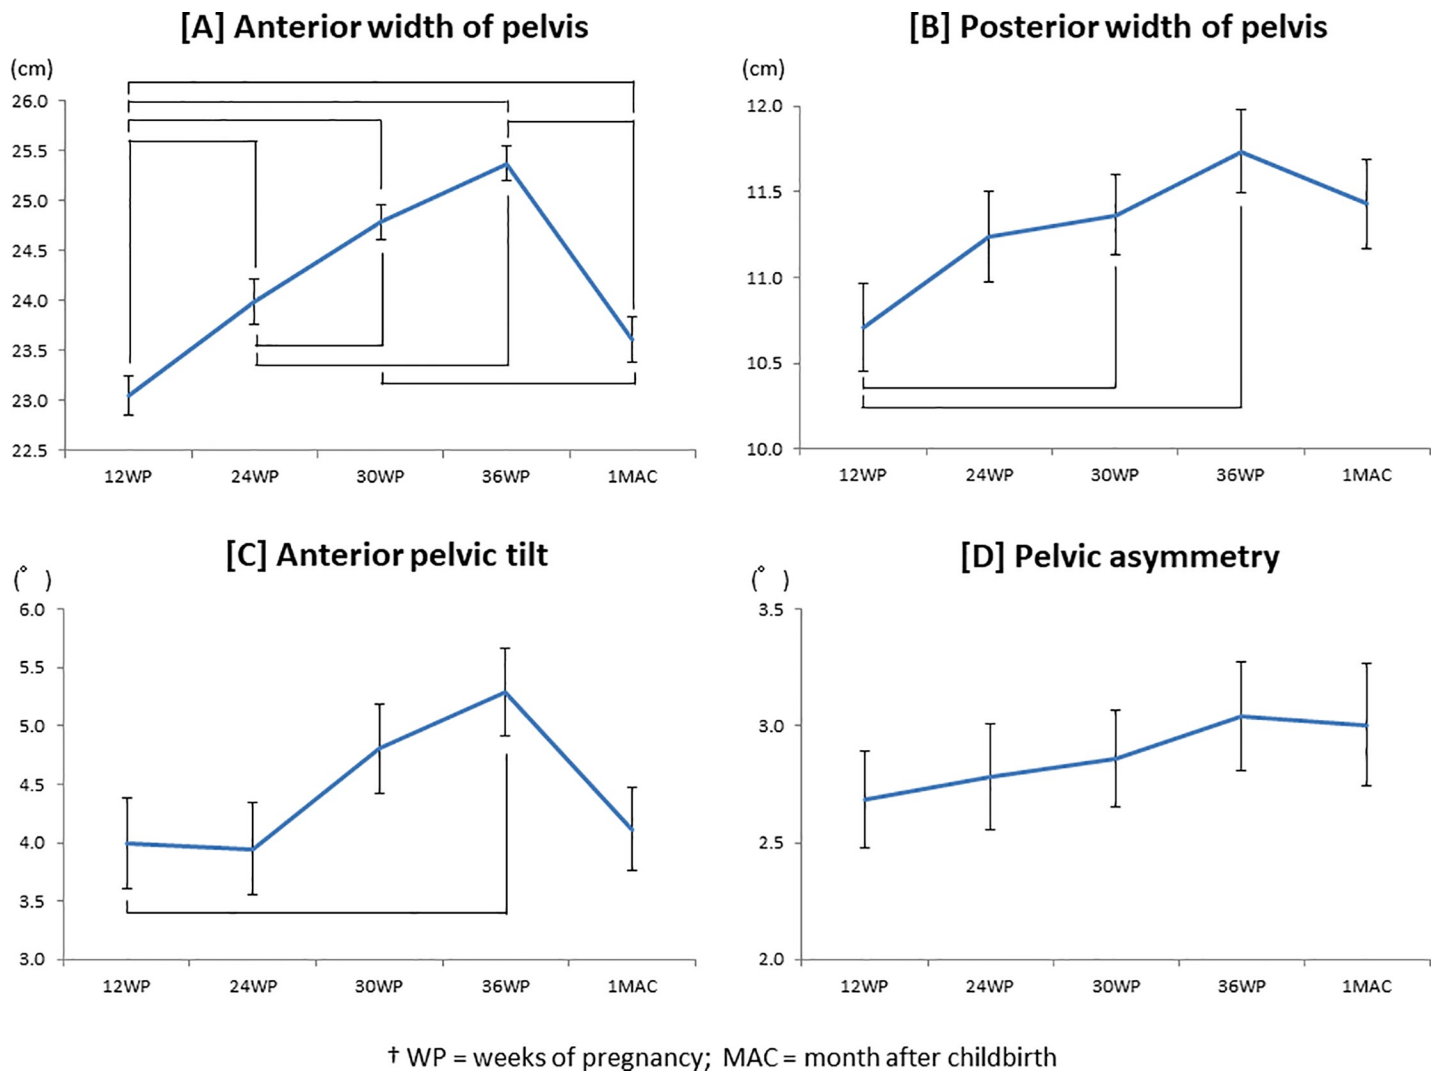 [A] Anterior width of pelvis
(cm)
26.0
25.5
25.0
24.5
24.0
23.5
23.0
22.5
12WP 24WP 30WP 36WP 1MAC
[B] Posterior width of pelvis
(cm)
12.0
11.5
11.0
10.5
10.0
12WP 24WP 30WP 36WP 1MAC
[C] Anterior pelvic tilt
(° )
6.0
5.5
5.0
4.5
4.0
3.5
3.0
12WP 24WP 30WP 36WP 1MAC
[D] Pelvic asymmetry
(° )
3.5
3.0
2.5
2.0
12WP 24WP 30WP 36WP 1MAC
† WP = weeks of pregnancy; MAC = month after childbirth